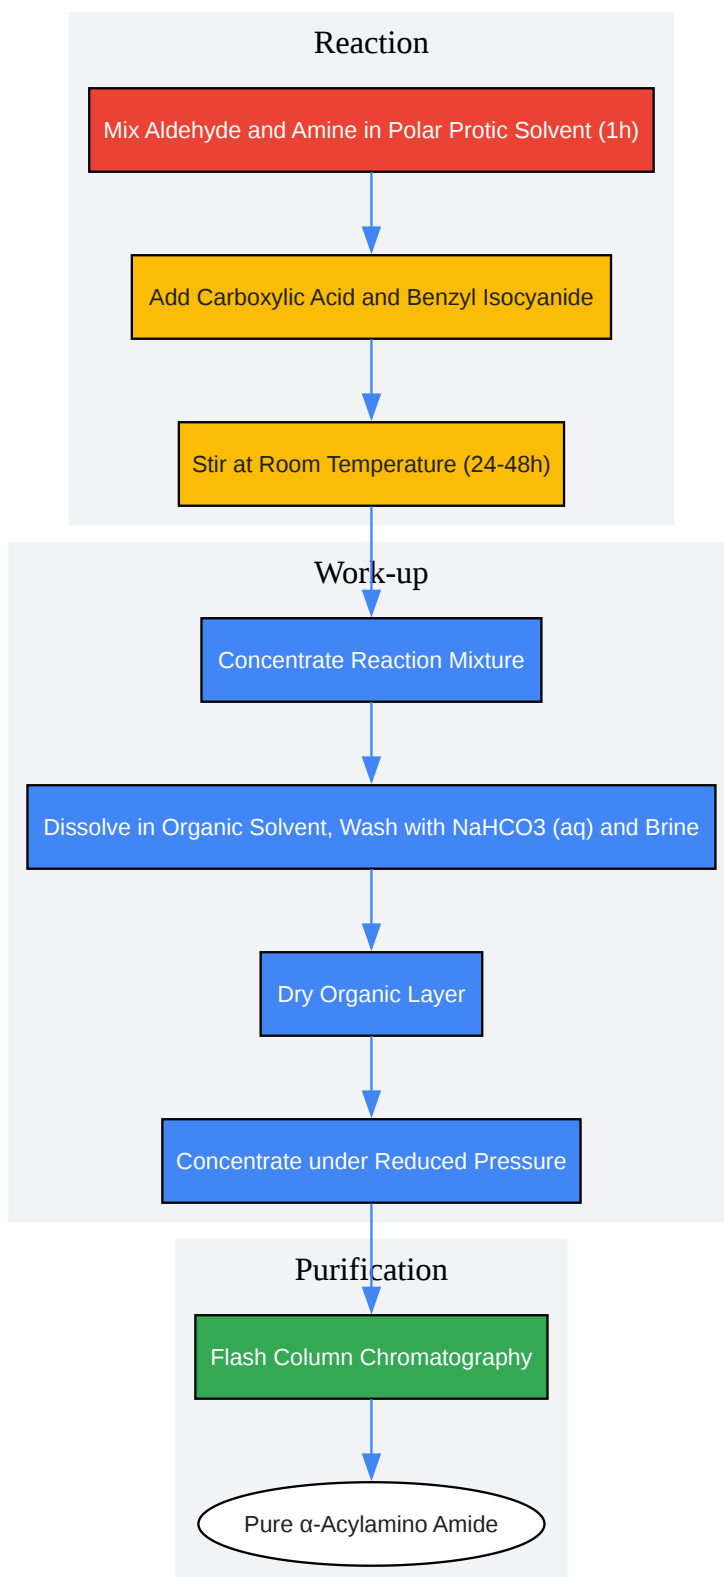 Reaction
Mix Aldehyde and Amine in Polar Protic Solvent (1h)
Add Carboxylic Acid and Benzyl Isocyanide
Stir at Room Temperature (24-48h)
Work-up
Concentrate Reaction Mixture
Dissolve in Organic Solvent, Wash with NaHCO3 (aq) and Brine
Dry Organic Layer
Concentrate under Reduced Pressure
Purification
Flash Column Chromatography
Pure α-Acylamino Amide